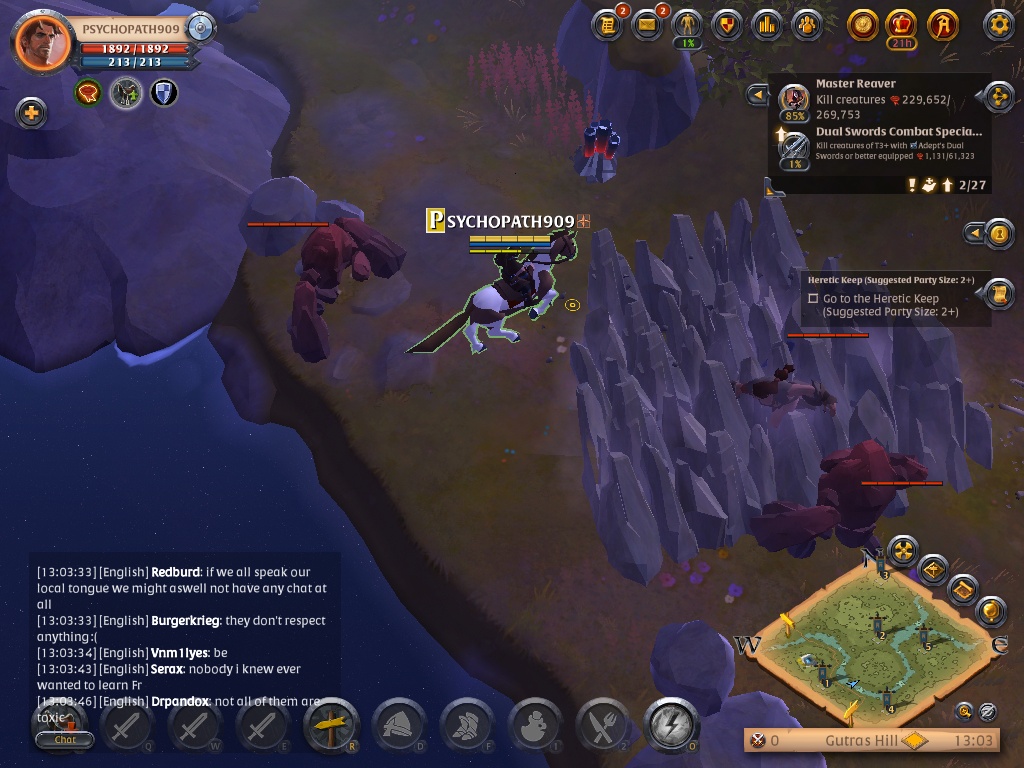 PSYCHOPATH909
1892 / 1892
213 / 213
2
2
1%
21h
Master Reaver
Kill creatures 229,652/
269,753
85%
Dual Swords Combat Specia...
Kill creatures of T3+ with Adept's Dual
Swords or better equipped 1,131/61,323
1%
2/27
PSYCHOPATH909
Heretic Keep (Suggested Party Size: 2+)
Go to the Heretic Keep
(Suggested Party Size: 2+)
[13:03:33] [English] Redburd: if we all speak our
local tongue we might aswell not have any chat at
all
[13:03:33] [English] Burgerkrieg: they don't respect
anything:(
[13:03:34] [English] Vnm1lyes: be
[13:03:43] [English] Serax: nobody i knew ever
wanted to learn Fr
[13:03:46] [English] Drpandox: not all of them are
toxic
Chat
Q
W
E
R
D
F
1
2
N
W
E
3
2
5
1
4
0
Gutras Hill
13:03